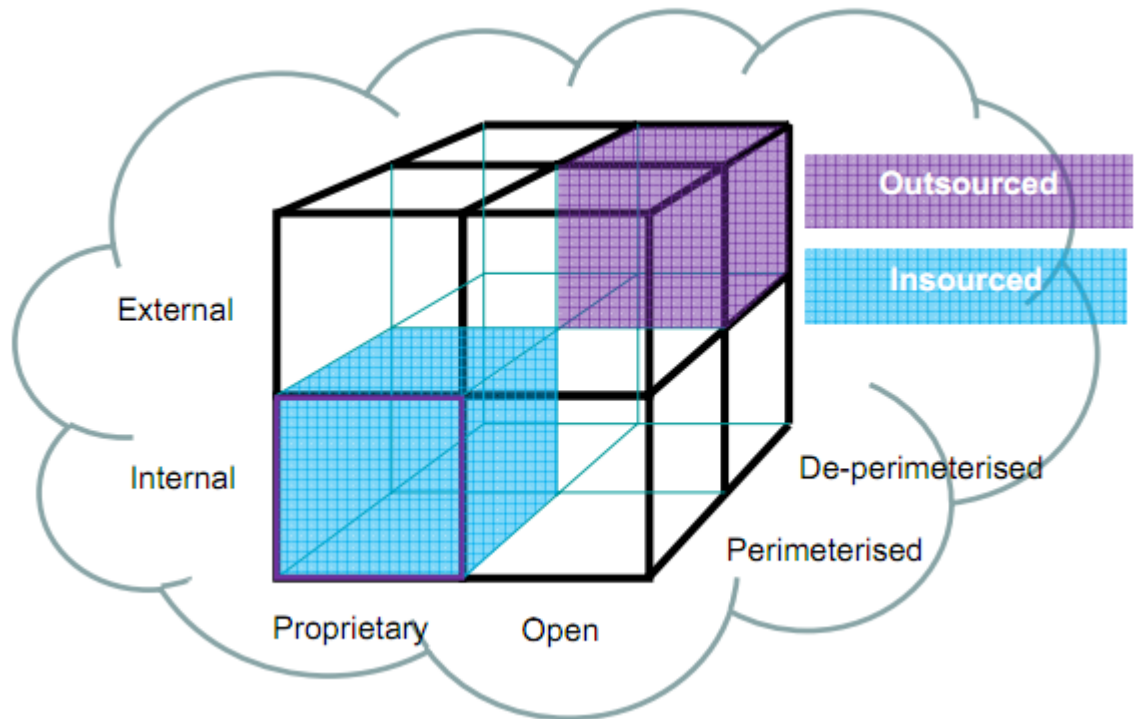 Outsourced
Insourced
External
Internal
De-perimeterised
Perimeterised
Proprietary
Open